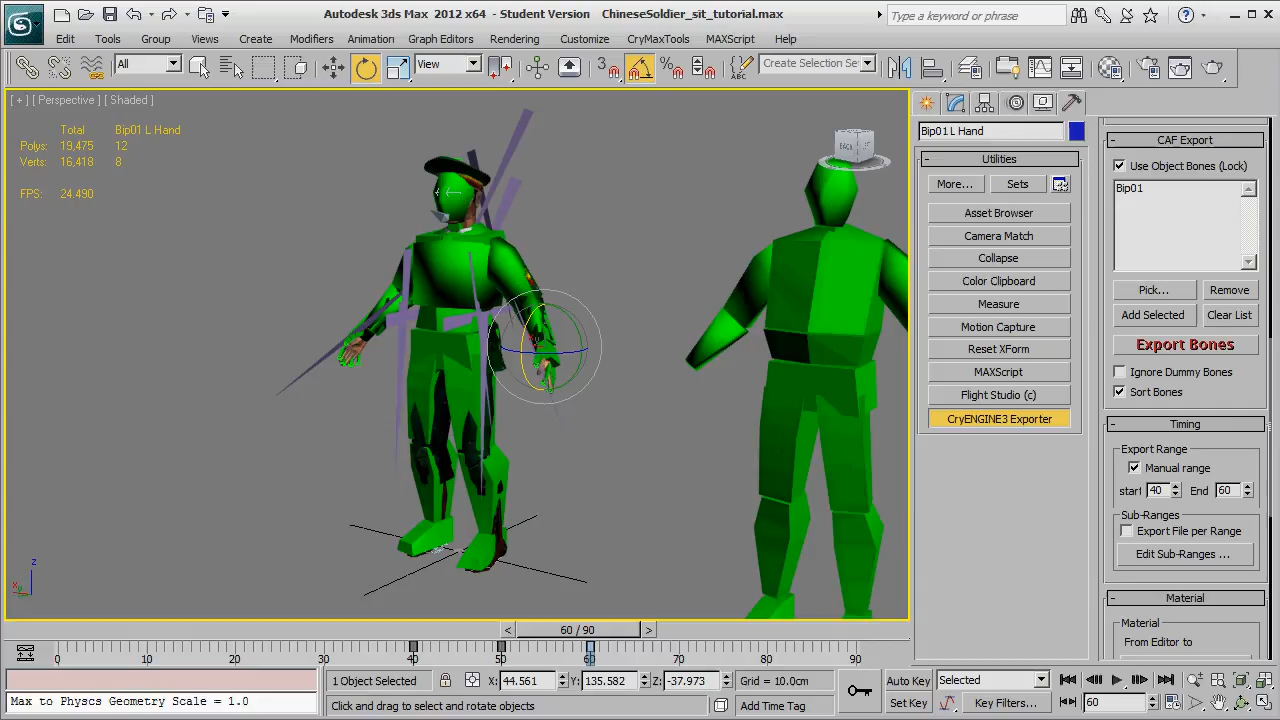 Autodesk 3ds Max 2012 x64 - Student Version ChineseSoldier_sit_tutorial.max
Type a keyword or phrase
Edit Tools Group Views Create Modifiers Animation Graph Editors Rendering Customize CryMaxTools MAXScript Help
All View 3 Create Selection Se
[ + ] [ Perspective ] [ Shaded ]
Total Bip01 L Hand
Polys: 19,475 12
Verts: 16,418 8
FPS: 24.490
BACK
Bip01 L Hand
- Utilities
More... Sets
Asset Browser
Camera Match
Collapse
Color Clipboard
Measure
Motion Capture
Reset XForm
MAXScript
Flight Studio (c)
CryENGINE3 Exporter
- CAF Export
Use Object Bones (Lock)
Bip01
Pick... Remove
Add Selected Clear List
Export Bones
Ignore Dummy Bones
Sort Bones
- Timing
Export Range
Manual range
start 40 End 60
Sub-Ranges
Export File per Range
Edit Sub-Ranges ...
- Material
Material
From Editor to
z
< 60 / 90 >
0 10 20 30 40 50 60 70 80 90
1 Object Selected X: 44.561 Y: 135.582 Z: -37.973 Grid = 10.0cm Auto Key Selected
Max to Physics Geometry Scale = 1.0 Click and drag to select and rotate objects Add Time Tag Set Key Key Filters... 60